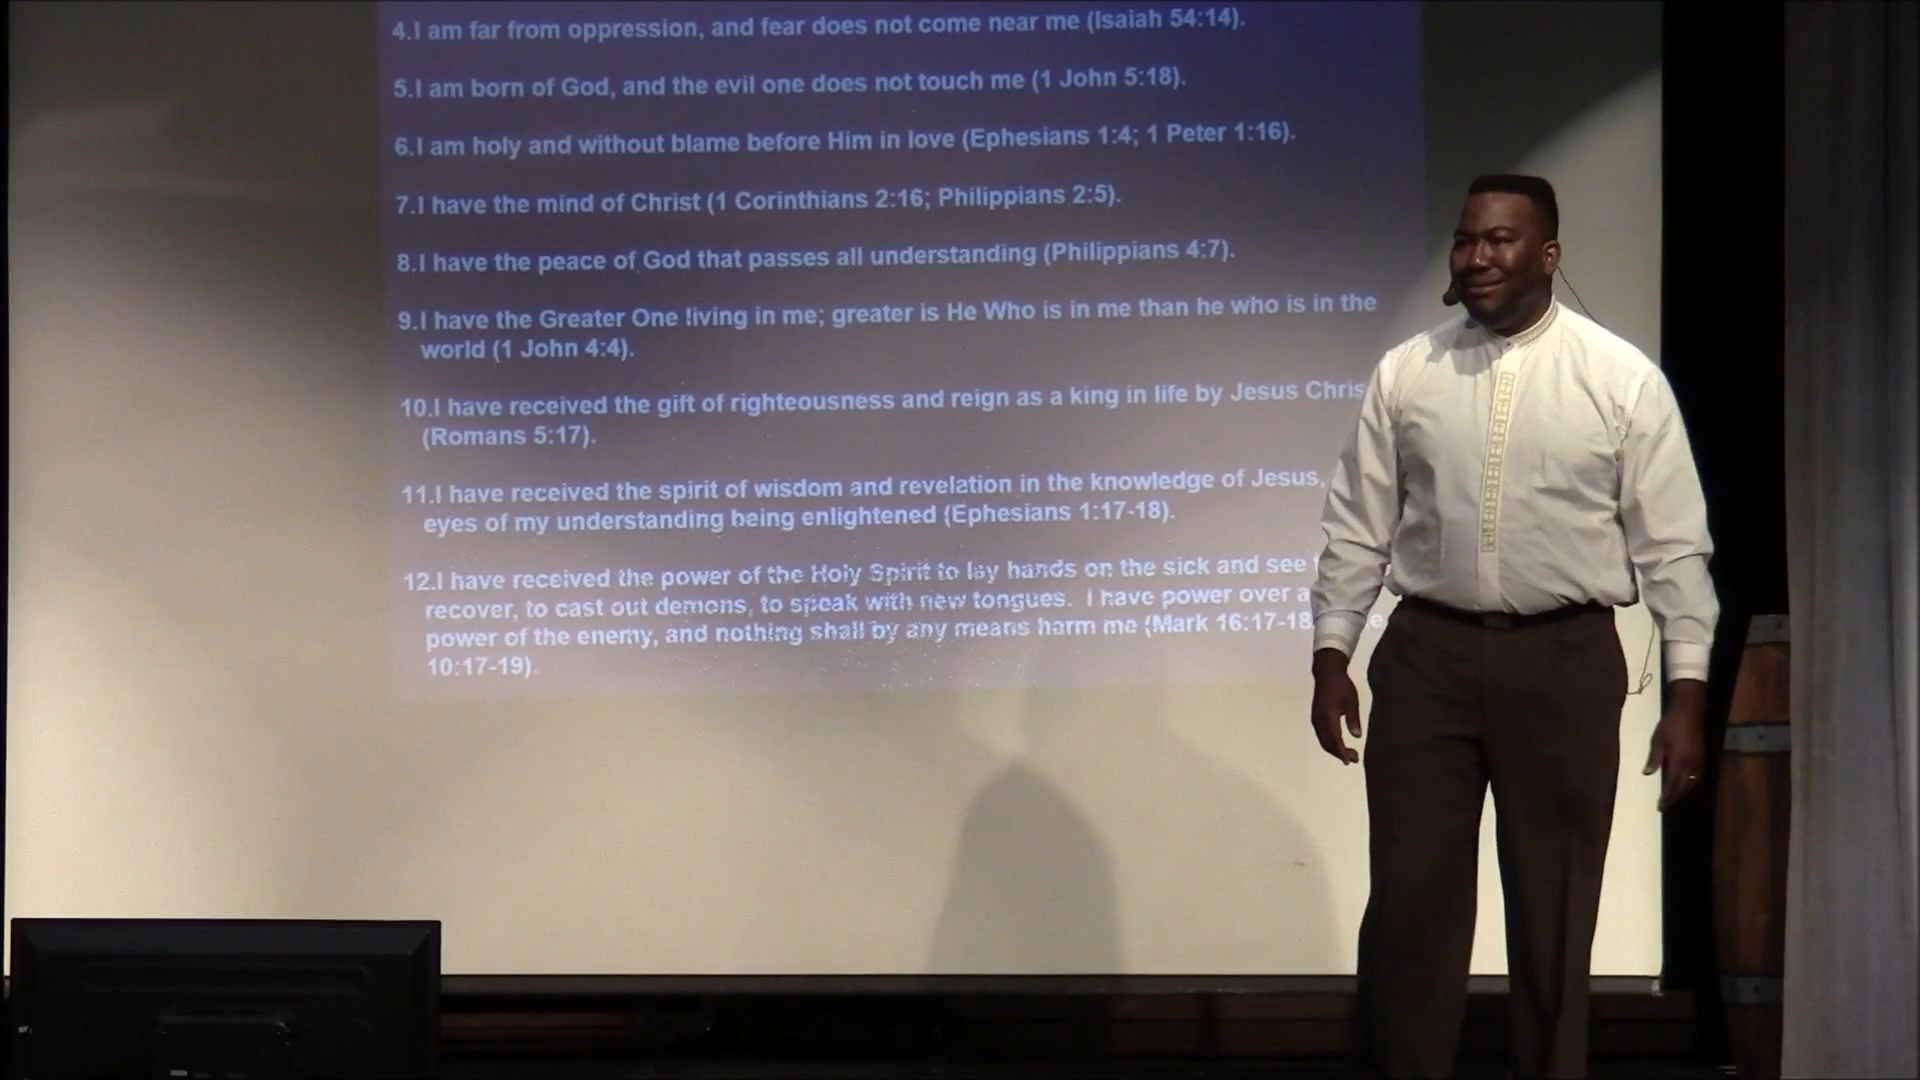 4.I am far from oppression, and fear does not come near me (Isaiah 54:14).
5.I am born of God, and the evil one does not touch me (1 John 5:18).
6.I am holy and without blame before Him in love (Ephesians 1:4; 1 Peter 1:16).
7.I have the mind of Christ (1 Corinthians 2:16; Philippians 2:5).
8.I have the peace of God that passes all understanding (Philippians 4:7).
9.I have the Greater One living in me; greater is He Who is in me than he who is in the
world (1 John 4:4).
10.I have received the gift of righteousness and reign as a king in life by Jesus Chris
(Romans 5:17).
11.I have received the spirit of wisdom and revelation in the knowledge of Jesus,
eyes of my understanding being enlightened (Ephesians 1:17-18).
12.I have received the power of the Holy Spirit to lay hands on the sick and see
recover, to cast out demons, to speak with new tongues. I have power over
power of the enemy, and nothing shall by any means harm me (Mark 16:17-18
10:17-19).